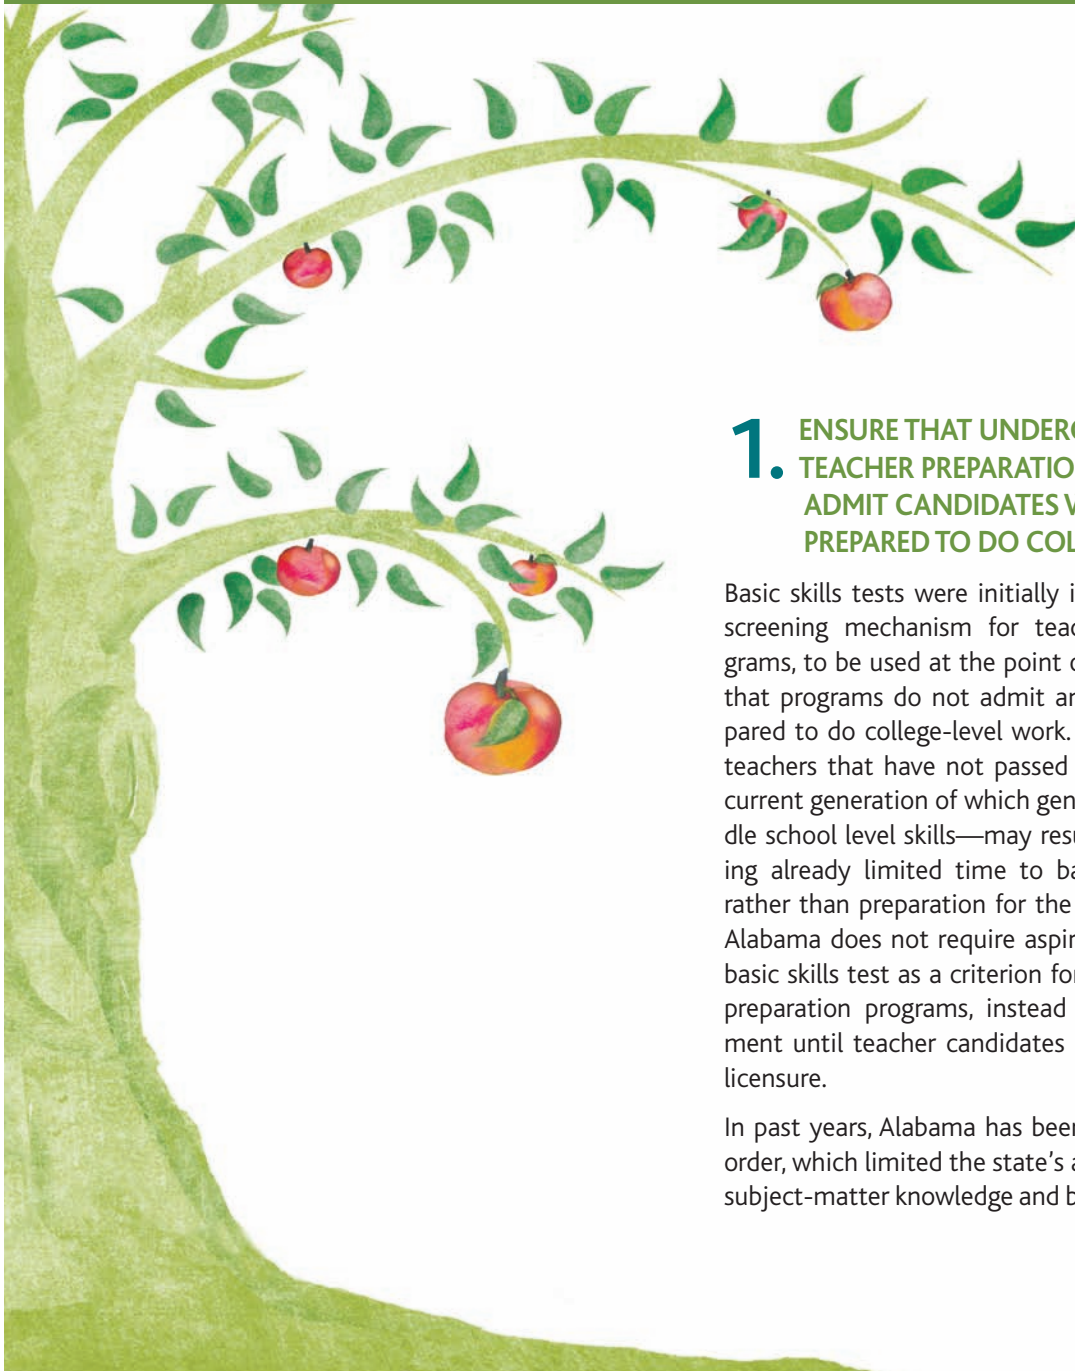 1. ENSURE THAT UNDERG
TEACHER PREPARATIO
ADMIT CANDIDATES
PREPARED TO DO COL
Basic skills tests were initially i
screening mechanism for teac
grams, to be used at the point o
that programs do not admit an
pared to do college-level work.
teachers that have not passed
current generation of which gen
dle school level skills—may resu
ing already limited time to ba
rather than preparation for the
Alabama does not require aspir
basic skills test as a criterion for
preparation programs, instead
ment until teacher candidates
licensure.
In past years, Alabama has been
order, which limited the state's a
subject-matter knowledge and b